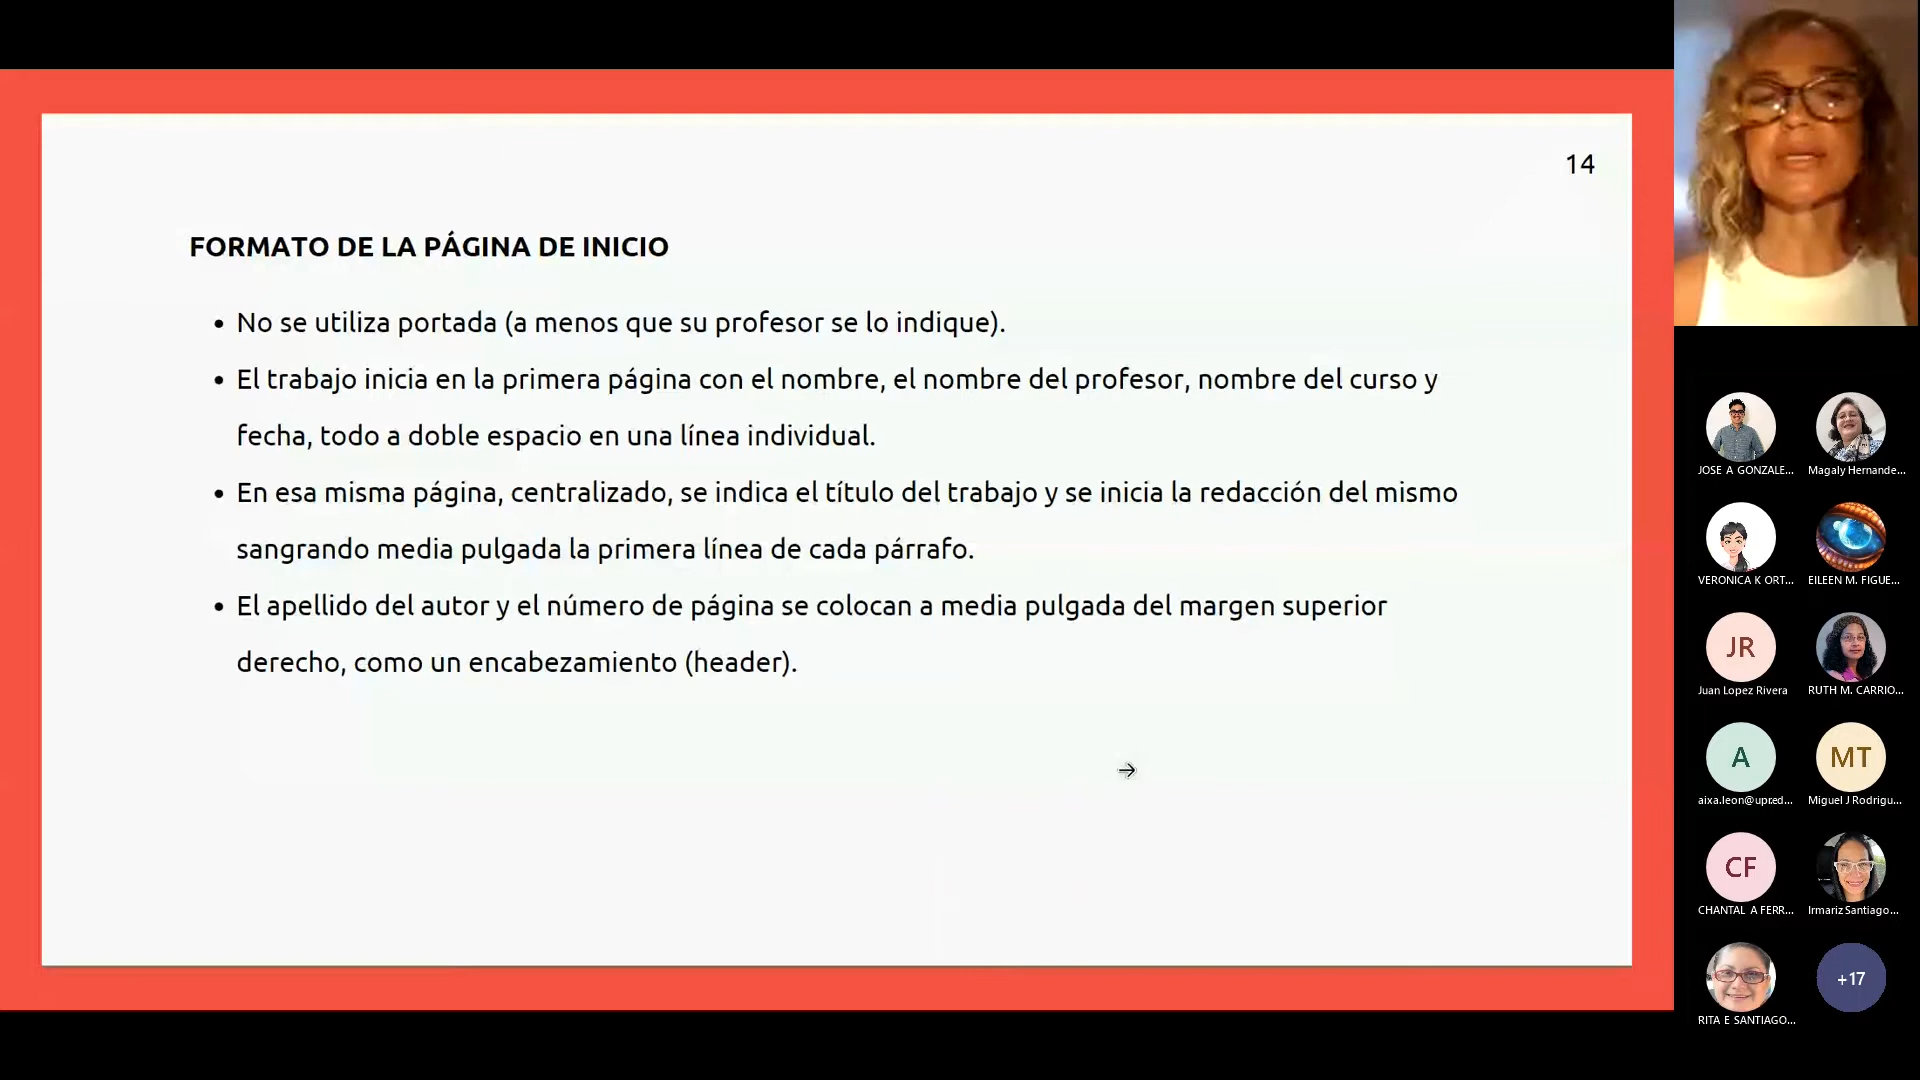 14
FORMATO DE LA PÁGINA DE INICIO
• No se utiliza portada (a menos que su profesor se lo indique).
• El trabajo inicia en la primera página con el nombre, el nombre del profesor, nombre del curso y
fecha, todo a doble espacio en una línea individual.
• En esa misma página, centralizado, se indica el título del trabajo y se inicia la redacción del mismo
sangrando media pulgada la primera línea de cada párrafo.
• El apellido del autor y el número de página se colocan a media pulgada del margen superior
derecho, como un encabezamiento (header).
JOSE A GONZALE...
Magaly Hernande...
VERONICA K ORT...
EILEEN M. FIGUE...
JR
Juan Lopez Rivera
RUTH M. CARRIO...
A
aixa.leon@upr.ed...
MT
Miguel J Rodrigu...
CF
CHANTAL A FERR...
Irmariz Santiago...
RITA E SANTIAGO...
+17